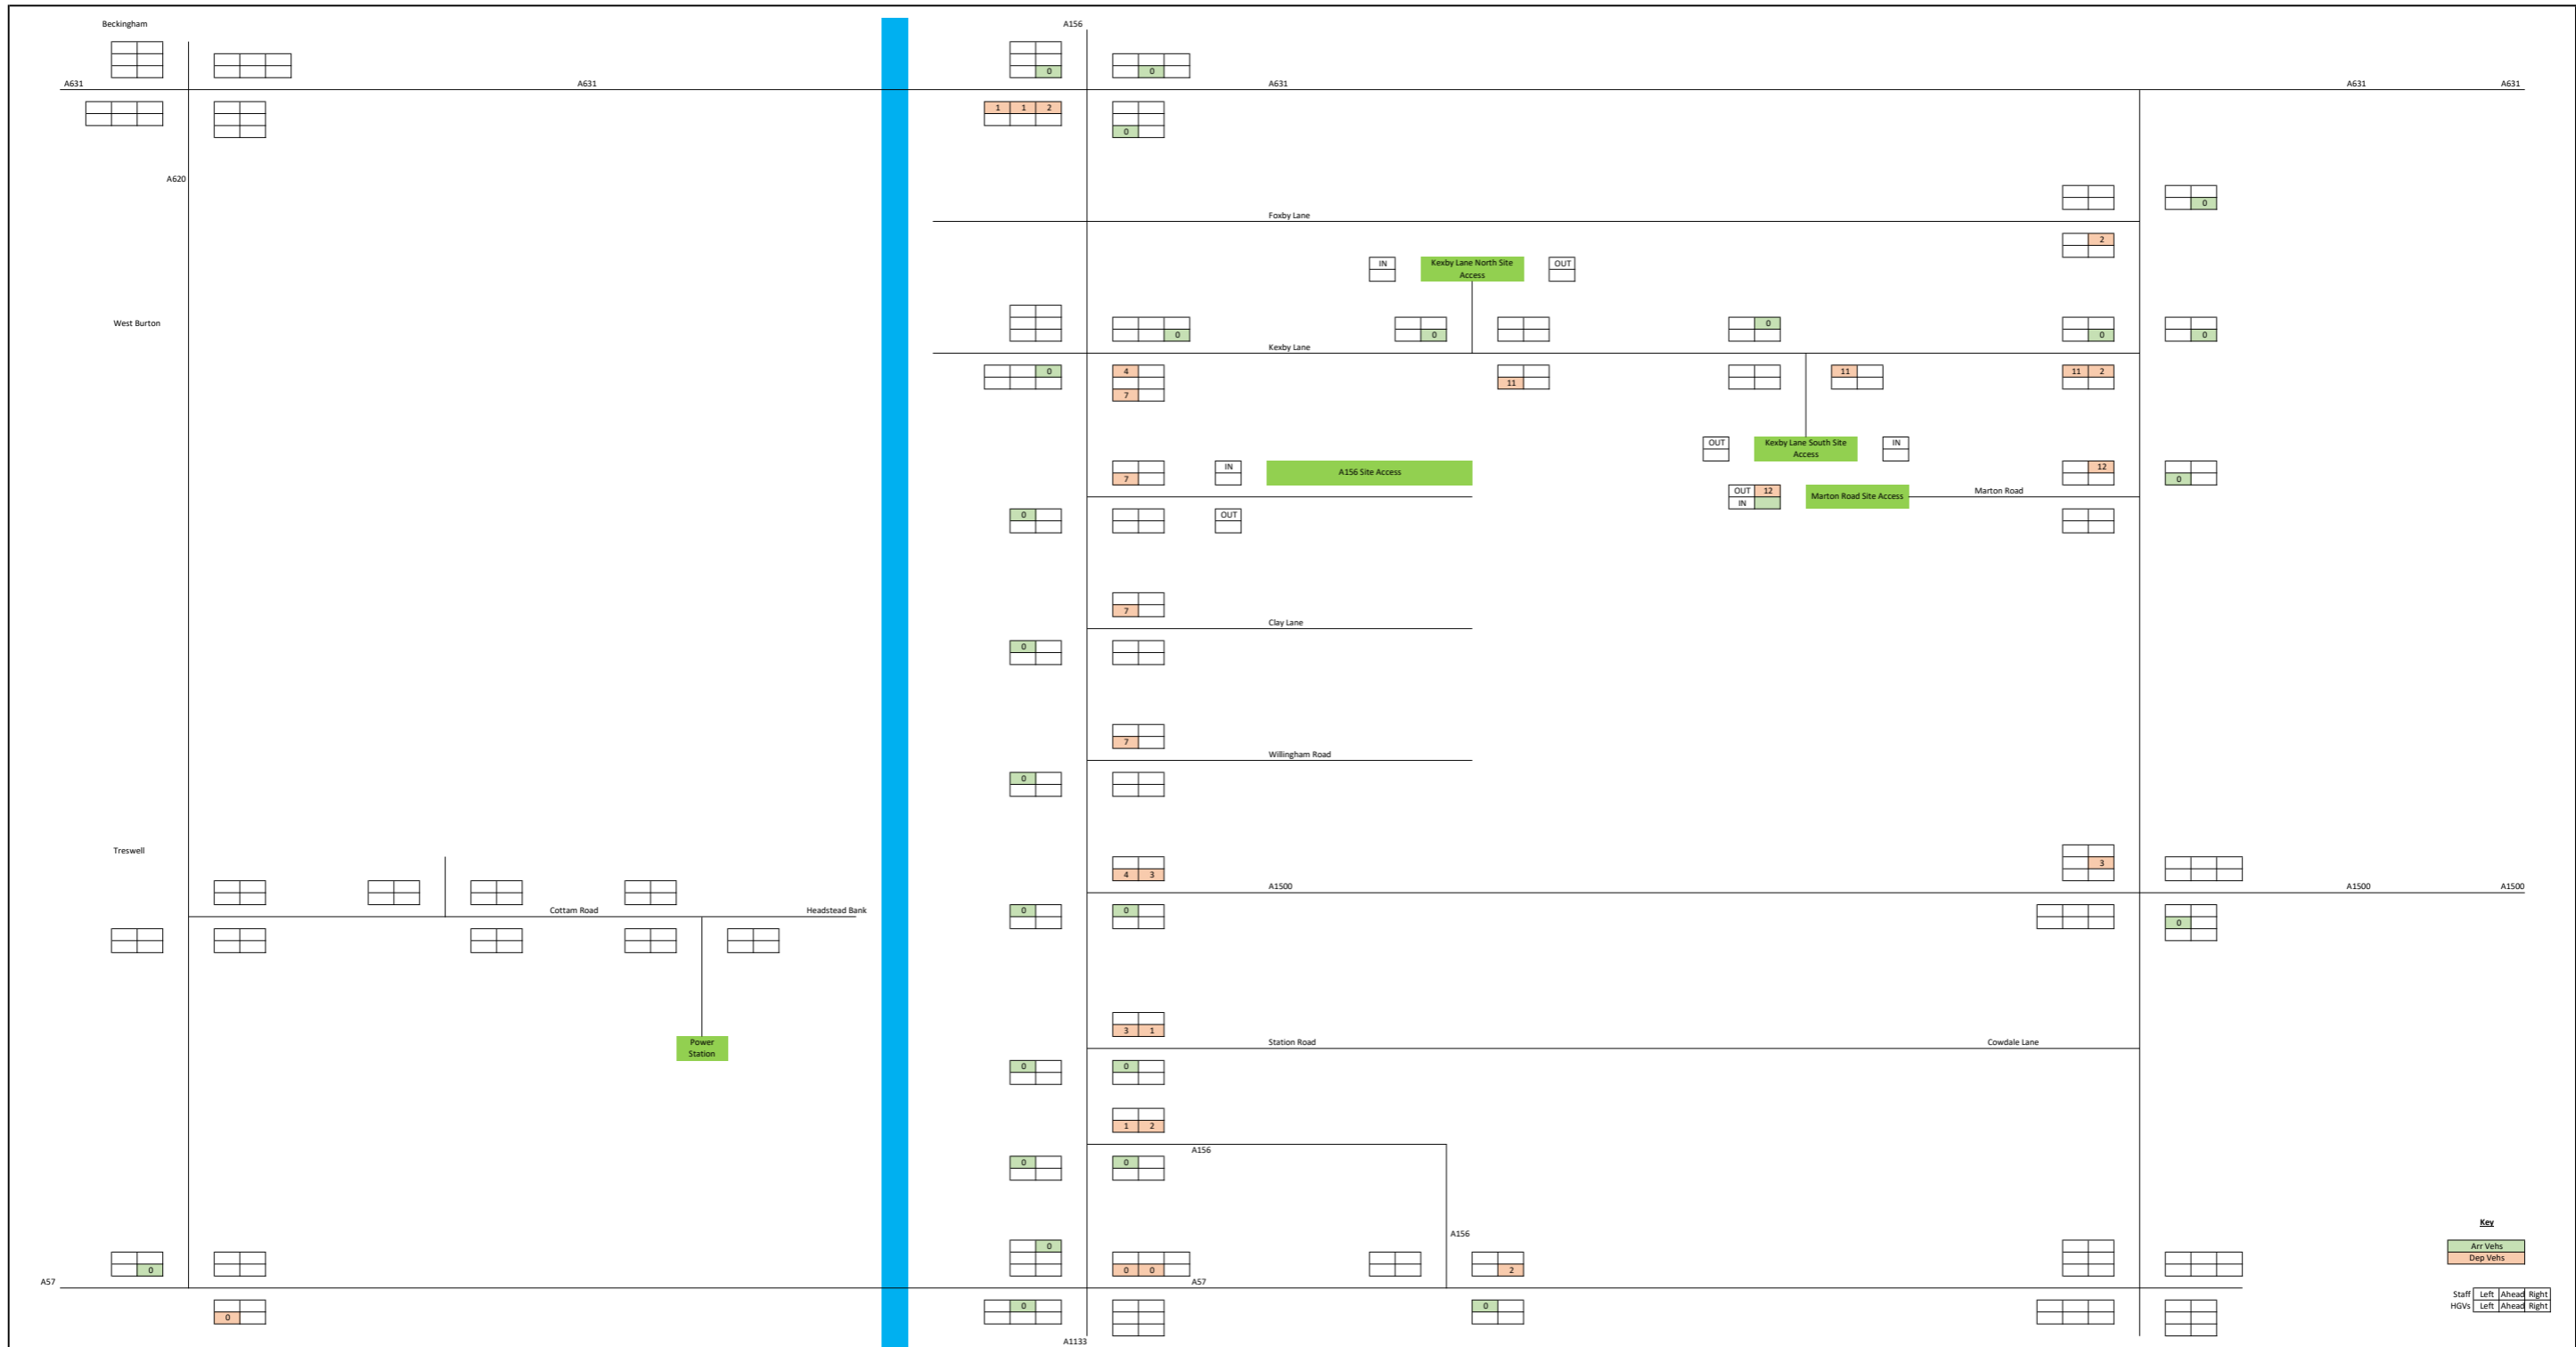 Beckingham
A156
0
0
A631
A631
A631
A631
A631
1 1 2
0
A620
0
Foxby Lane
2
IN
Kexby Lane North Site
Access
OUT
West Burton
0
0
0
0
0
Kexby Lane
0
4
7
11
11
11 2
OUT
Kexby Lane South Site
Access
IN
7
IN
A156 Site Access
12
0
OUT 12
IN
Marton Road Site Access
Marton Road
0
OUT
7
Clay Lane
0
7
Willingham Road
0
Treswell
4 3
3
A1500
A1500
A1500
Cottam Road
Headstead Bank
0
0
0
3 1
Power
Station
Station Road
Cowdale Lane
0
0
1 2
A156
0
0
Key
A156
0
Arr Vehs
Dep Vehs
0
0 0
2
A57
A57
0
0
0
Staff Left Ahead Right
HGVs Left Ahead Right
A1133